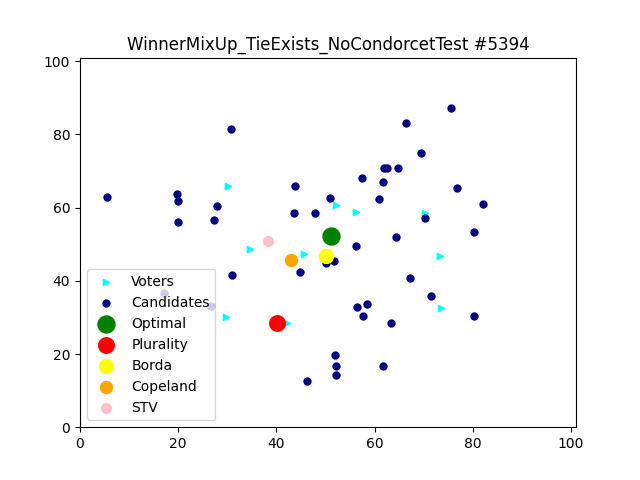 WinnerMixUp_TieExists_NoCondorcetTest #5394
100
80
60
40
20
0
Voters
Candidates
Optimal
Plurality
Borda
Copeland
STV
0 20 40 60 80 100